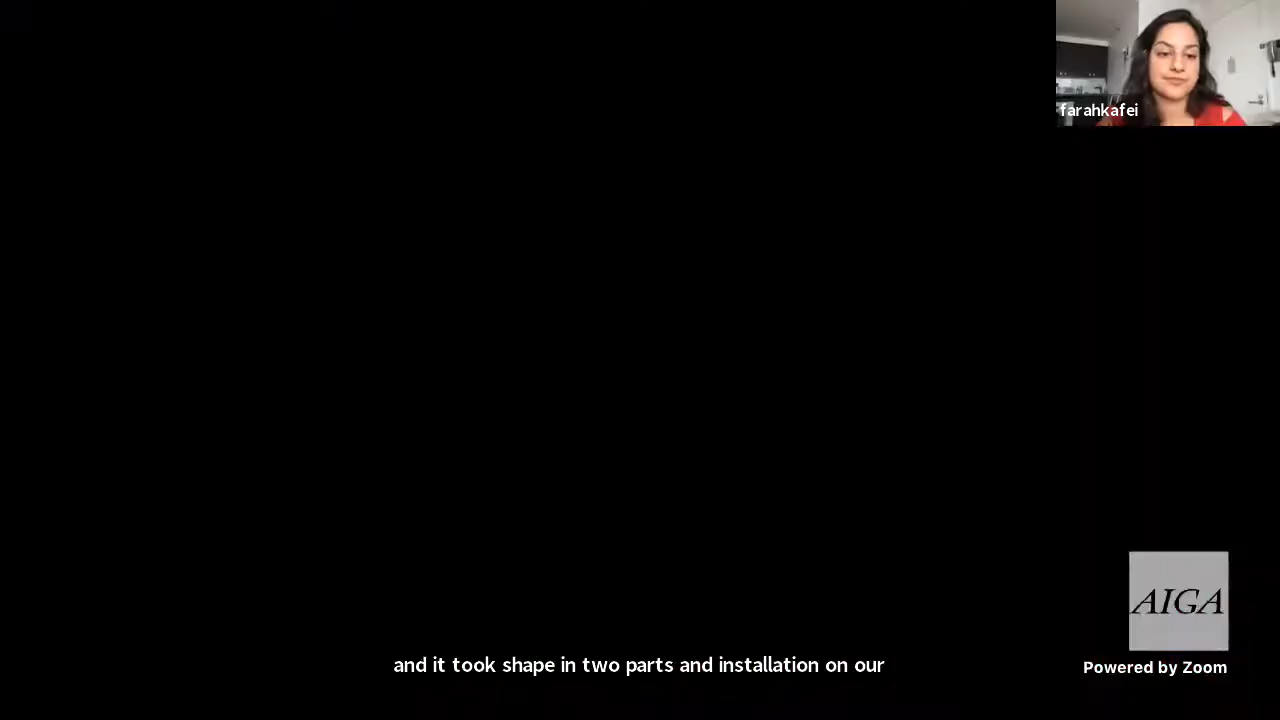 farahkafei
AIGA
and it took shape in two parts and installation on our
Powered by Zoom